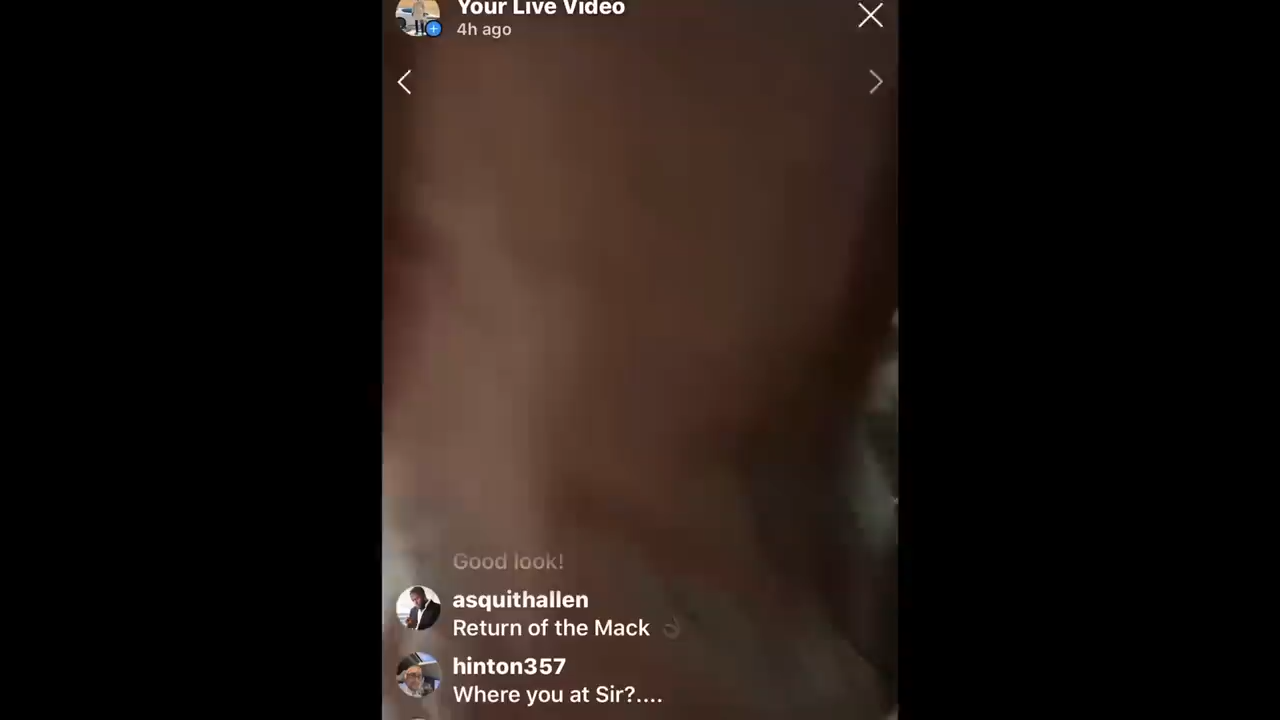 Your Live Video
4h ago
Good look!
asquithallen
Return of the Mack 👌🏿
hinton357
Where you at Sir?....